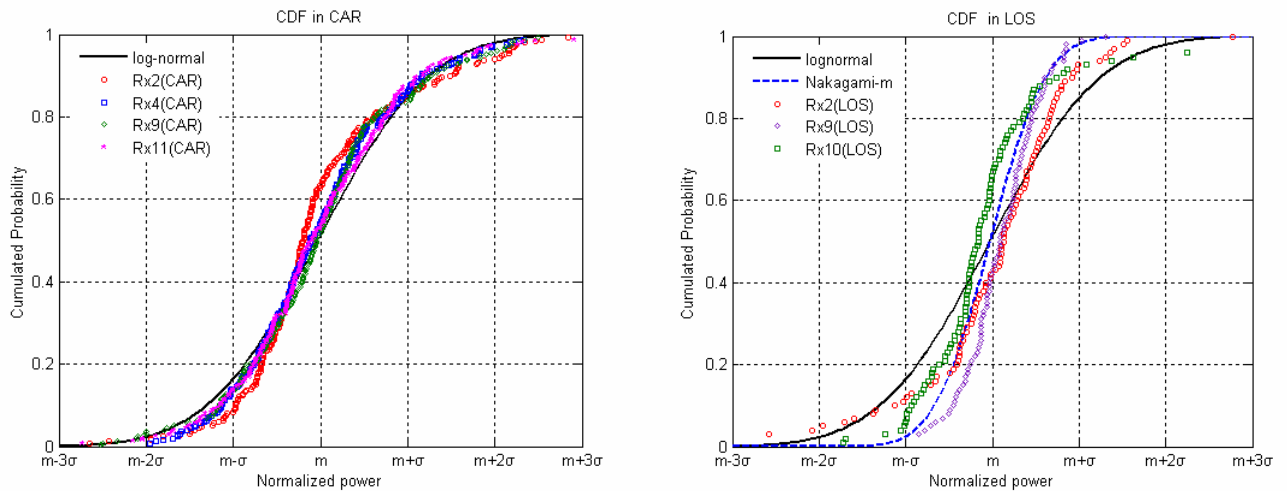 CDF in CAR
Cumulated Probability
1
0.8
0.6
0.4
0.2
0
log-normal
Rx2(CAR)
Rx4(CAR)
Rx9(CAR)
Rx11(CAR)
m-3σ m-2σ m-σ m m+σ m+2σ m+3σ
Normalized power
CDF in LOS
Cumulated Probability
1
0.8
0.6
0.4
0.2
0
lognormal
Nakagami-m
Rx2(LOS)
Rx9(LOS)
Rx10(LOS)
m-3σ m-2σ m-σ m m+σ m+2σ m+3σ
Normalized power